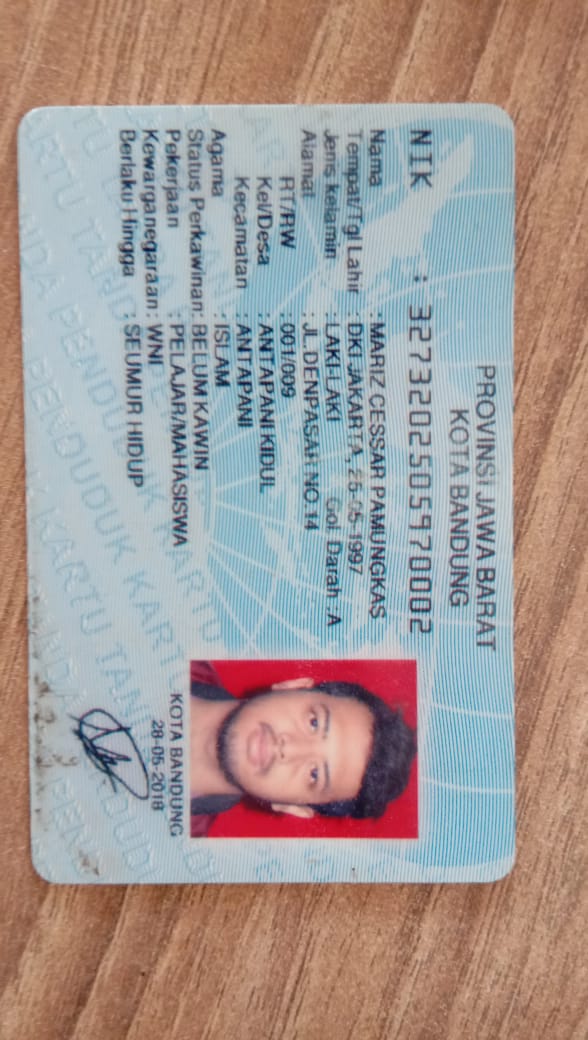 PROVINSI JAWA BARAT
KOTA BANDUNG
NIK : 3273202505970002
Nama : MARIZ CESSAR PAMUNGKAS
Tempat/Tgl Lahir : DKI JAKARTA, 25-05-1997
Jenis kelamin : LAKI-LAKI Gol. Darah : A
Alamat : JL.DENPASAR NO.14
RT/RW : 001/009
Kel/Desa : ANTAPANI KIDUL
Kecamatan : ANTAPANI
Agama : ISLAM
Status Perkawinan: BELUM KAWIN
Pekerjaan : PELAJAR/MAHASISWA
Kewarganegaraan: WNI
Berlaku Hingga : SEUMUR HIDUP
KOTA BANDUNG
28-05-2018